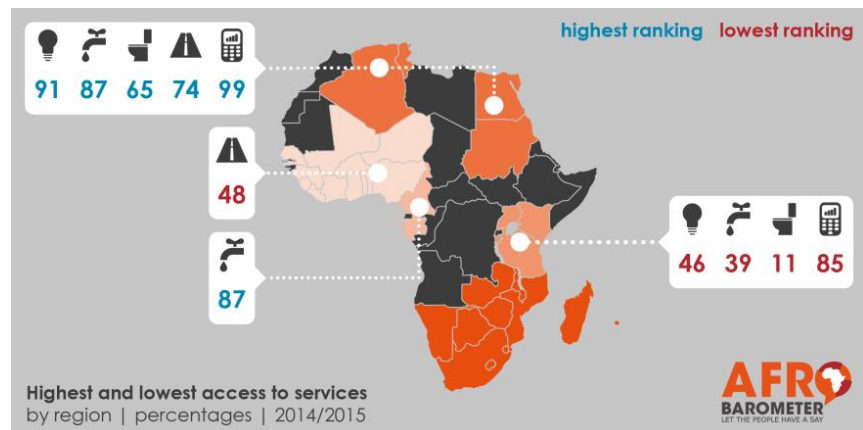 highest ranking lowest ranking
91 87 65 74 99
48
87
46 39 11 85
Highest and lowest access to services
by region | percentages | 2014/2015
AFRO
BAROMETER
LET THE PEOPLE HAVE A SAY